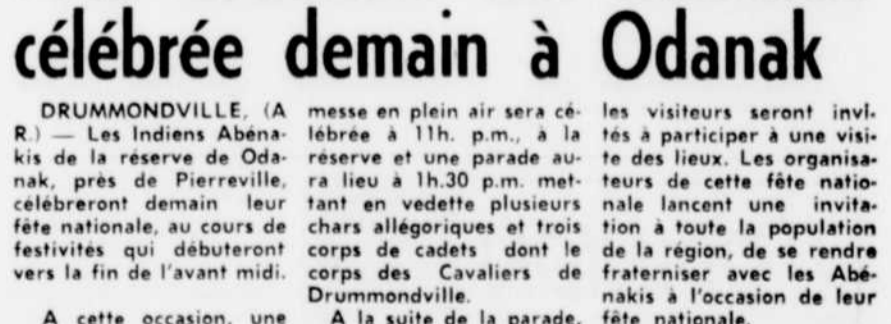 célébrée demain à Odanak
DRUMMONDVILLE, (A
R.) — Les Indiens Abéna-
kis de la réserve de Oda-
nak, près de Pierreville,
célébreront demain leur
fête nationale, au cours de
festivités qui débuteront
vers la fin de l'avant midi.
A cette occasion, une
messe en plein air sera cé-
lébrée à 11h. p.m., à la
réserve et une parade au-
ra lieu à 1h.30 p.m. met-
tant en vedette plusieurs
chars allégoriques et trois
corps de cadets dont le
corps des Cavaliers de
Drummondville.
A la suite de la parade,
les visiteurs seront invi-
tés à participer à une visi-
te des lieux. Les organisa-
teurs de cette fête natio-
nale lancent une invita-
tion à toute la population
de la région, de se rendre
fraterniser avec les Abé-
nakis à l'occasion de leur
fête nationale.